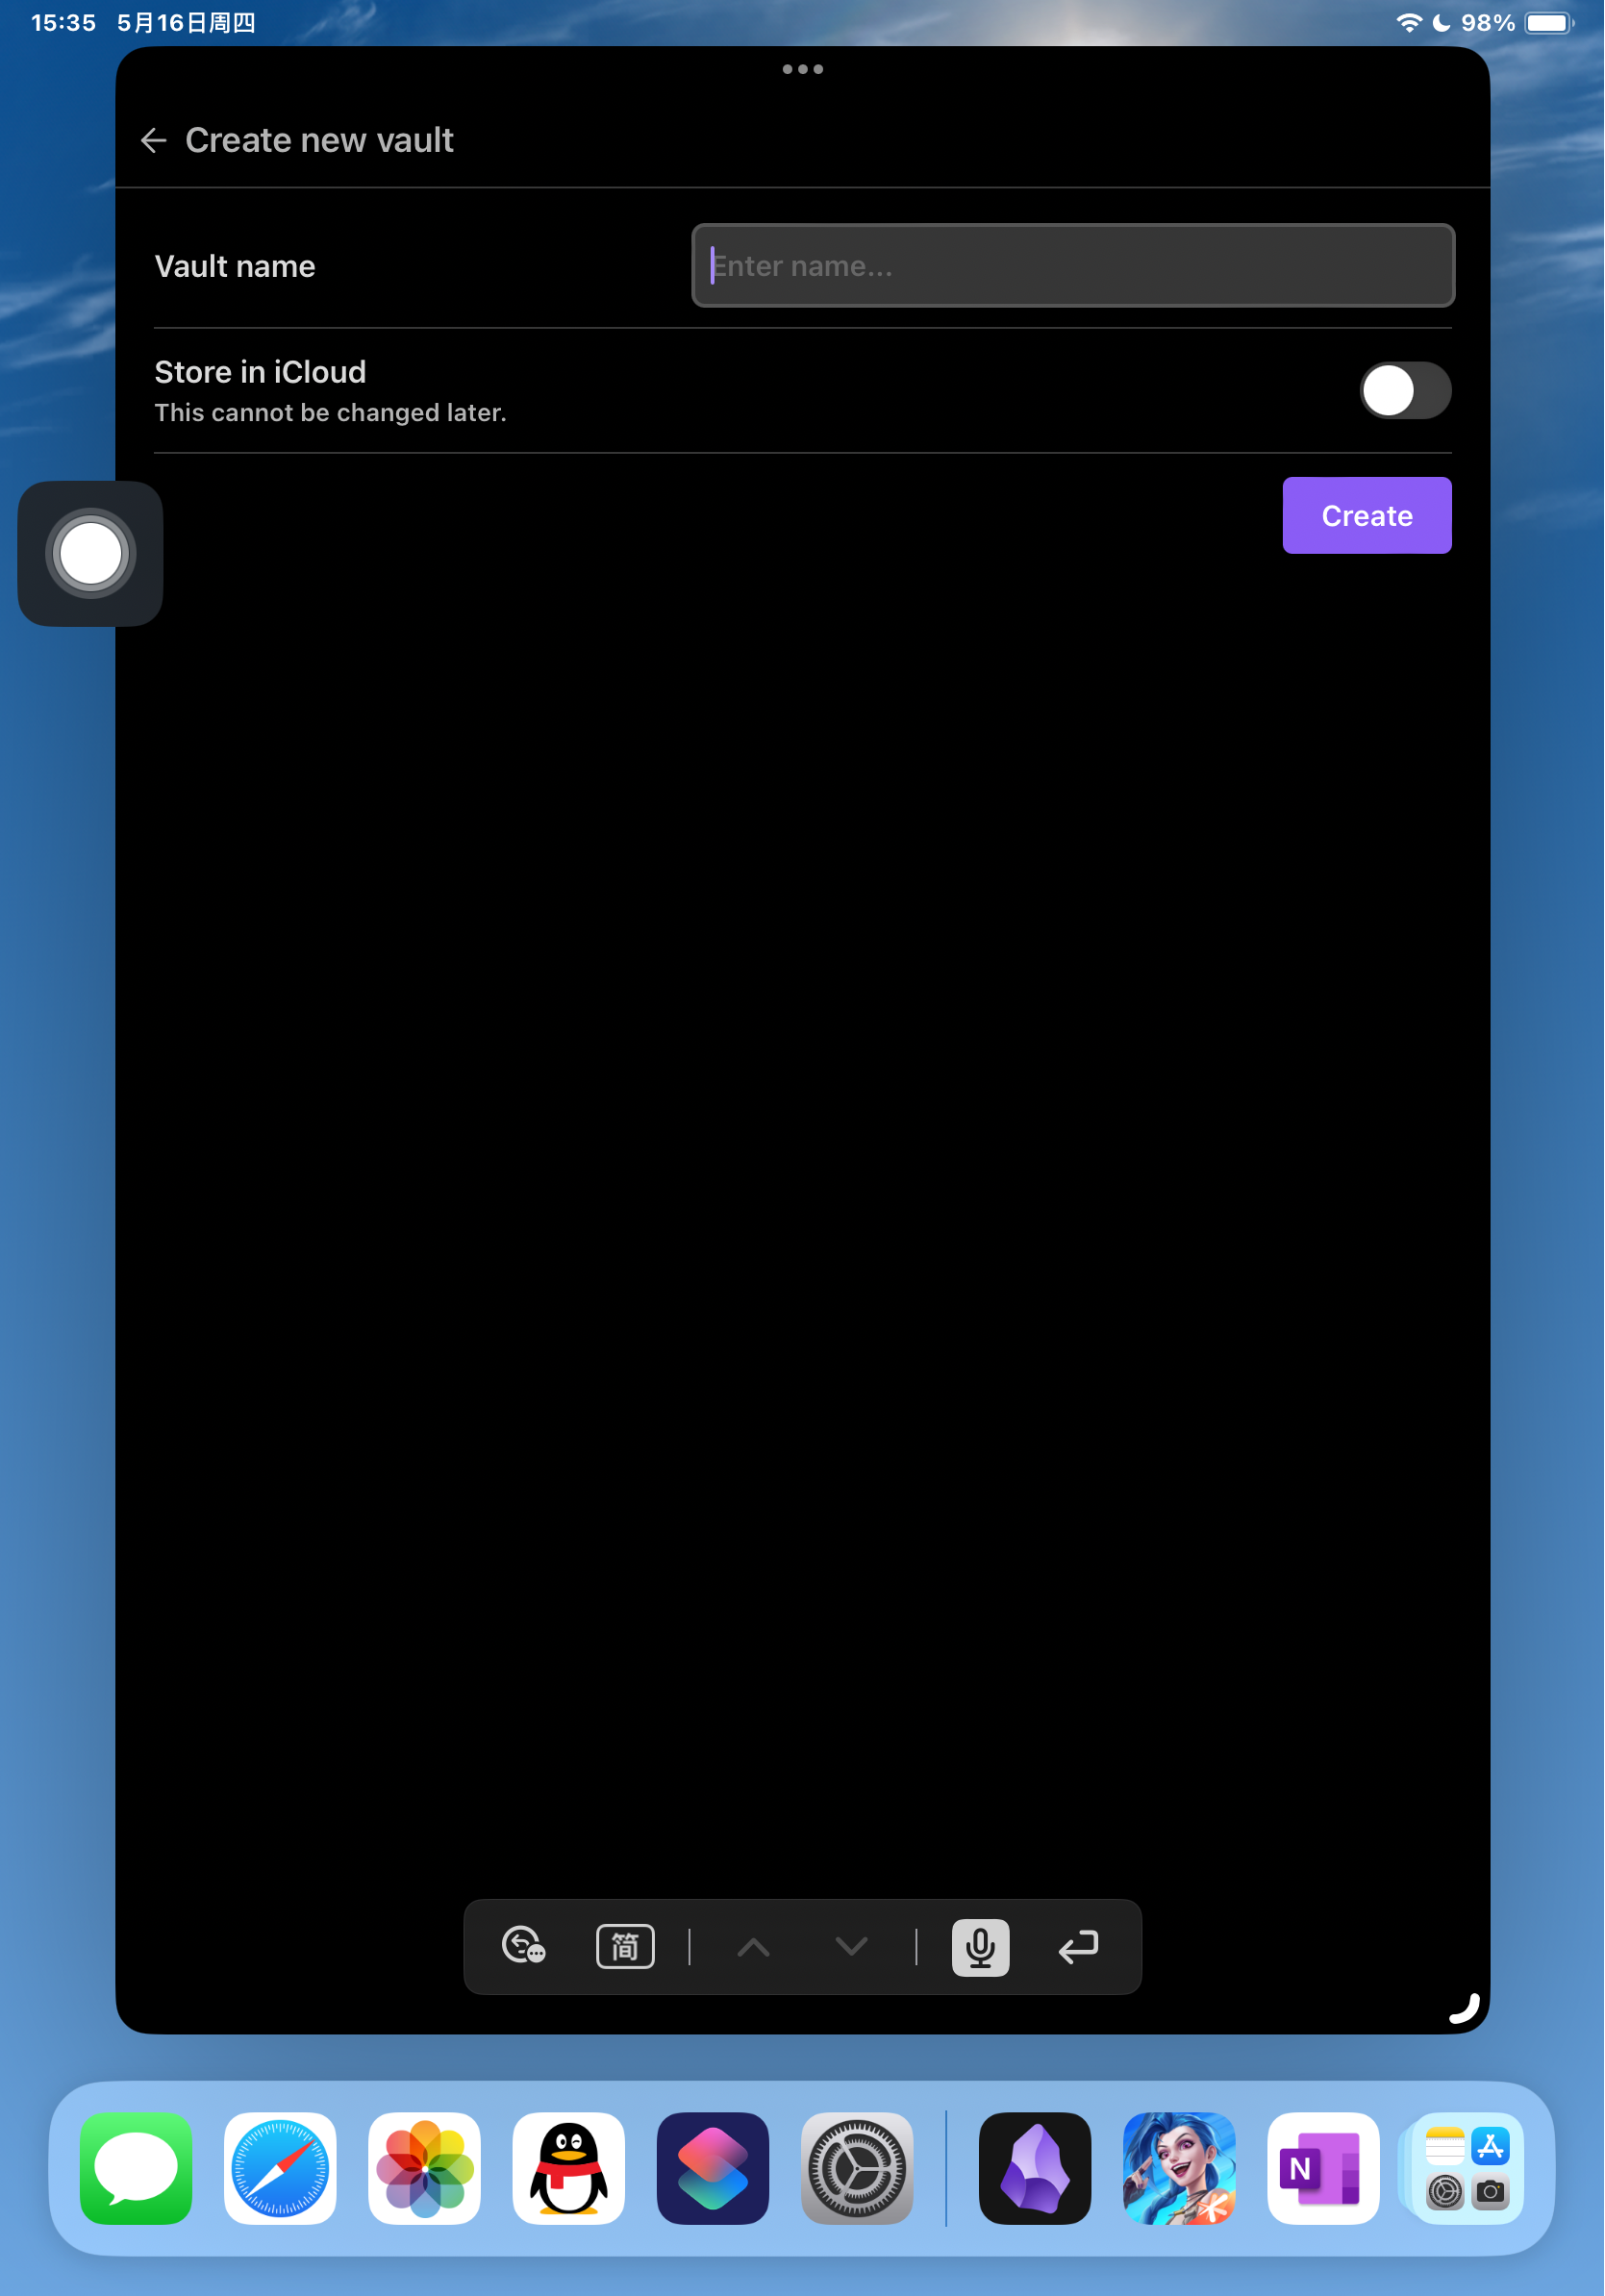 15:35 5月16日周四
98%
Create new vault
Vault name
Enter name...
Store in iCloud
This cannot be changed later.
Create
简
N